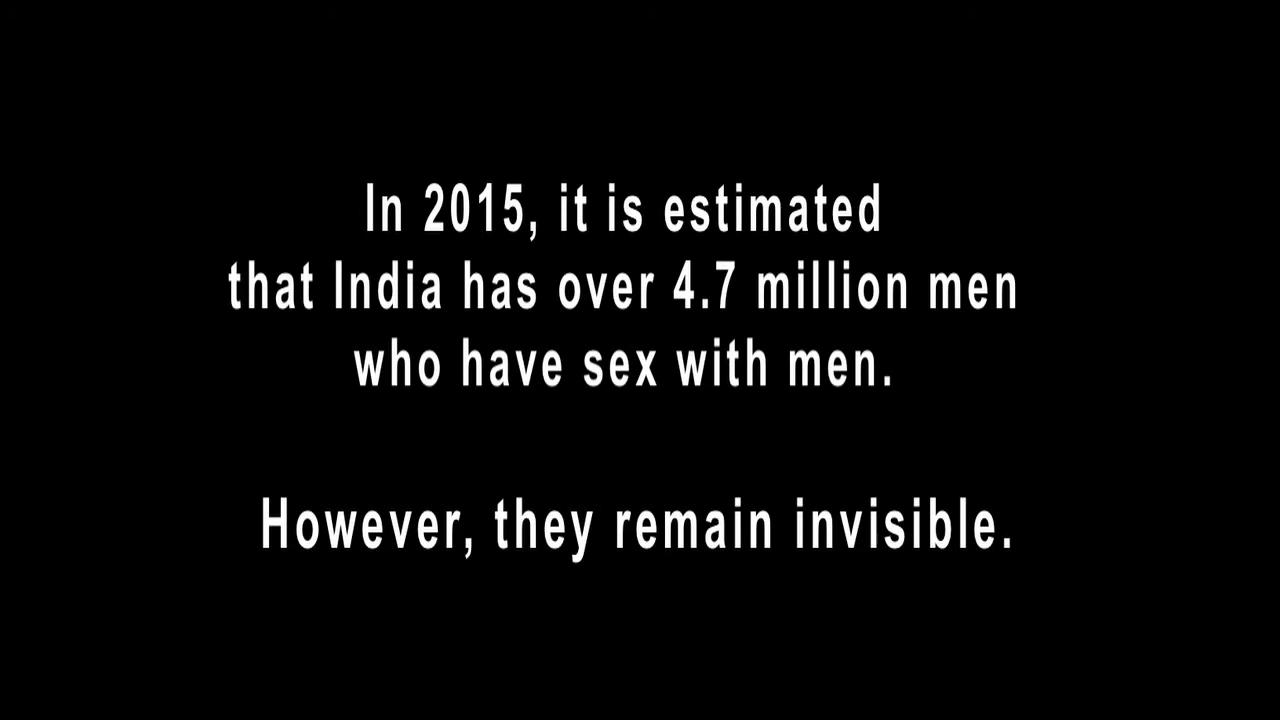 In 2015, it is estimated
that India has over 4.7 million men
who have sex with men.
However, they remain invisible.